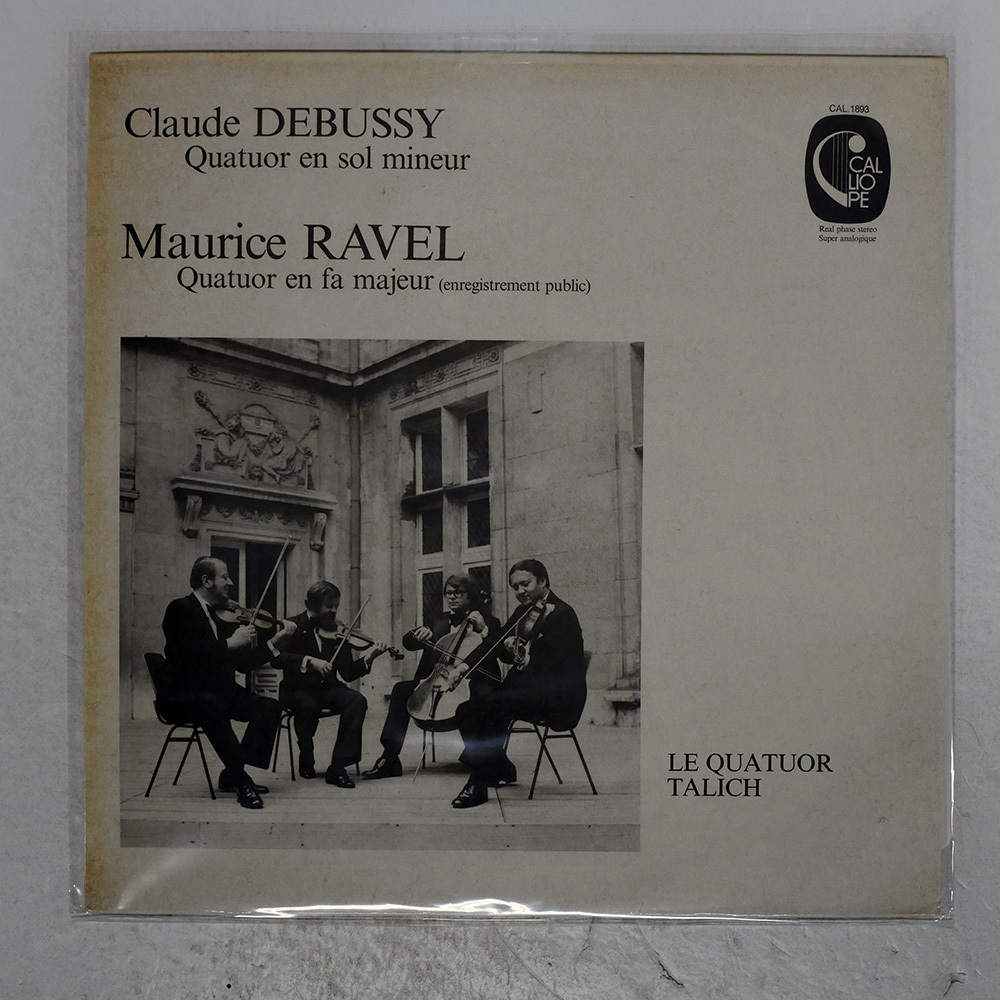 Claude DEBUSSY
Quatuor en sol mineur
Maurice RAVEL
Quatuor en fa majeur (enregistrement public)
CAL.1893
CAL
LIO
PE
Real phase stereo
Super analogique
LE QUATUOR
TALICH